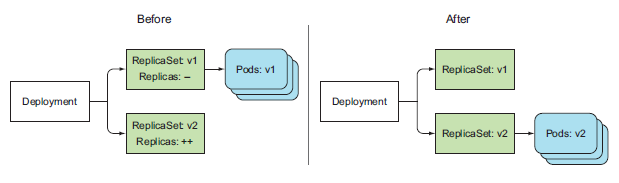 Before
After
Deployment
ReplicaSet: v1
Replicas: –
Pods: v1
ReplicaSet: v2
Replicas: ++
Deployment
ReplicaSet: v1
ReplicaSet: v2
Pods: v2